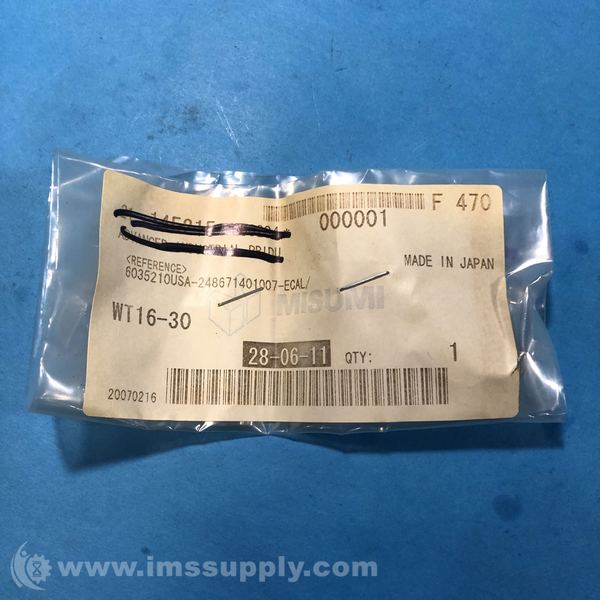 000001 F 470
MADE IN JAPAN
<REFERENCE>
6035210USA-248671401007-ECAL/
MISUMI
WT16-30
28-06-11 QTY: 1
20070216
www.imssupply.com